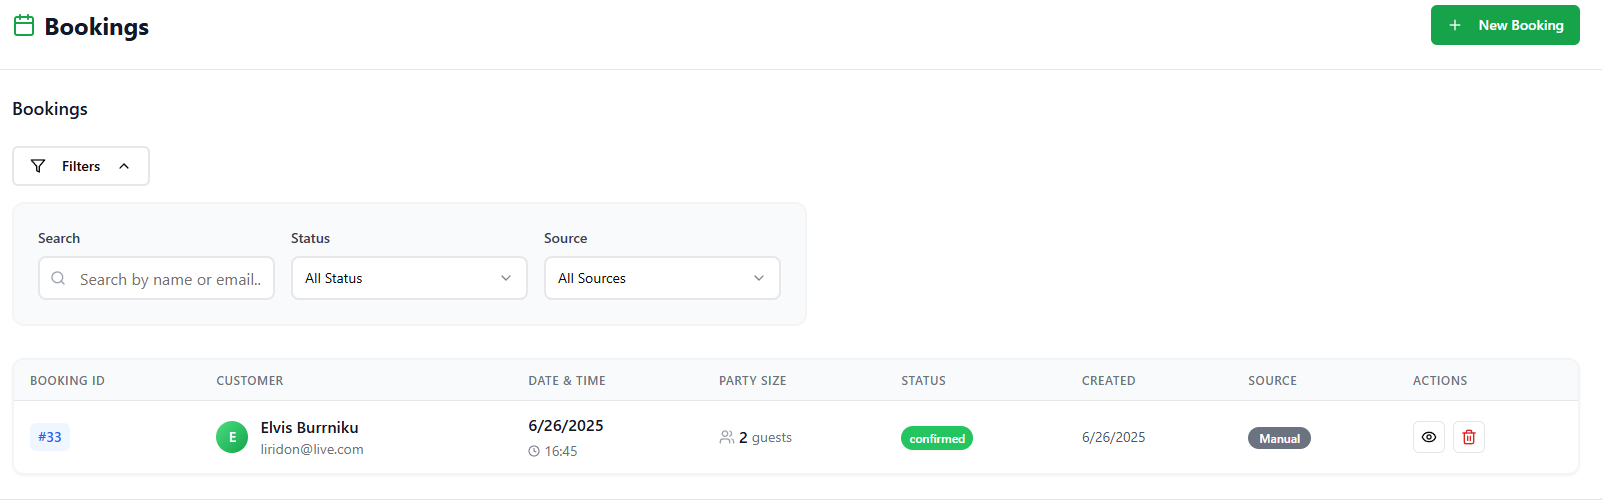 Bookings
New Booking
Bookings
Filters
Search Status Source
Search by name or email.. All Status All Sources
BOOKING ID CUSTOMER DATE & TIME PARTY SIZE STATUS CREATED SOURCE ACTIONS
#33 E Elvis Burrniku 6/26/2025 2 guests confirmed 6/26/2025 Manual
liridon@live.com 16:45